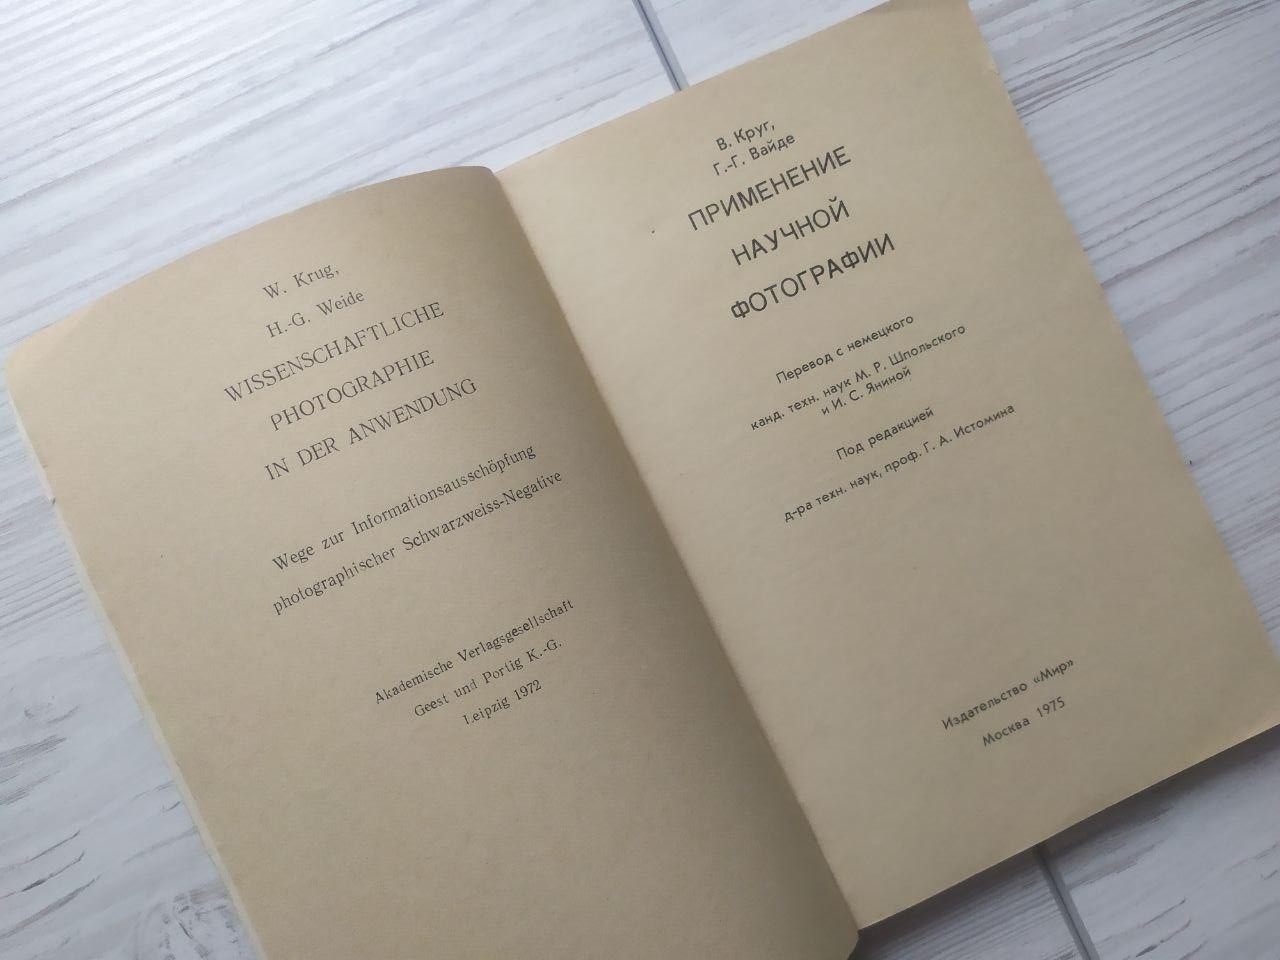 W. Krug,
H.-G. Weide
WISSENSCHAFTLICHE
PHOTOGRAPHIE
IN DER ANWENDUNG
Wege zur Informationsausschöpfung
photographischer Schwarzweiss-Negative
Akademische Verlagsgesellschaft
Geest und Portig K.-G.
Leipzig 1972
В. Круг,
Г.-Г. Вайде
ПРИМЕНЕНИЕ
НАУЧНОЙ
ФОТОГРАФИИ
Перевод с немецкого
канд. техн. наук М. Р. Шпольского
и И. С. Яниной
Под редакцией
д-ра техн. наук, проф. Г. А. Истомина
Издательство «Мир»
Москва 1975